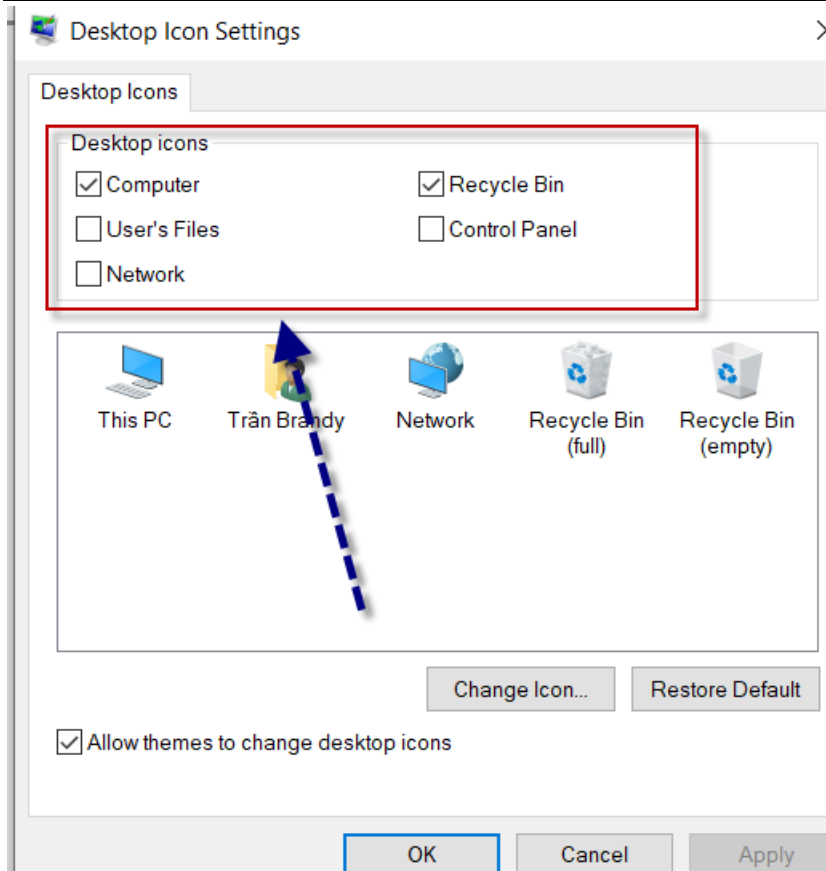 Desktop Icon Settings
Desktop Icons
Desktop icons
Computer
Recycle Bin
User's Files
Control Panel
Network
This PC
Trần Brandy
Network
Recycle Bin
(full)
Recycle Bin
(empty)
Change Icon...
Restore Default
Allow themes to change desktop icons
OK
Cancel
Apply